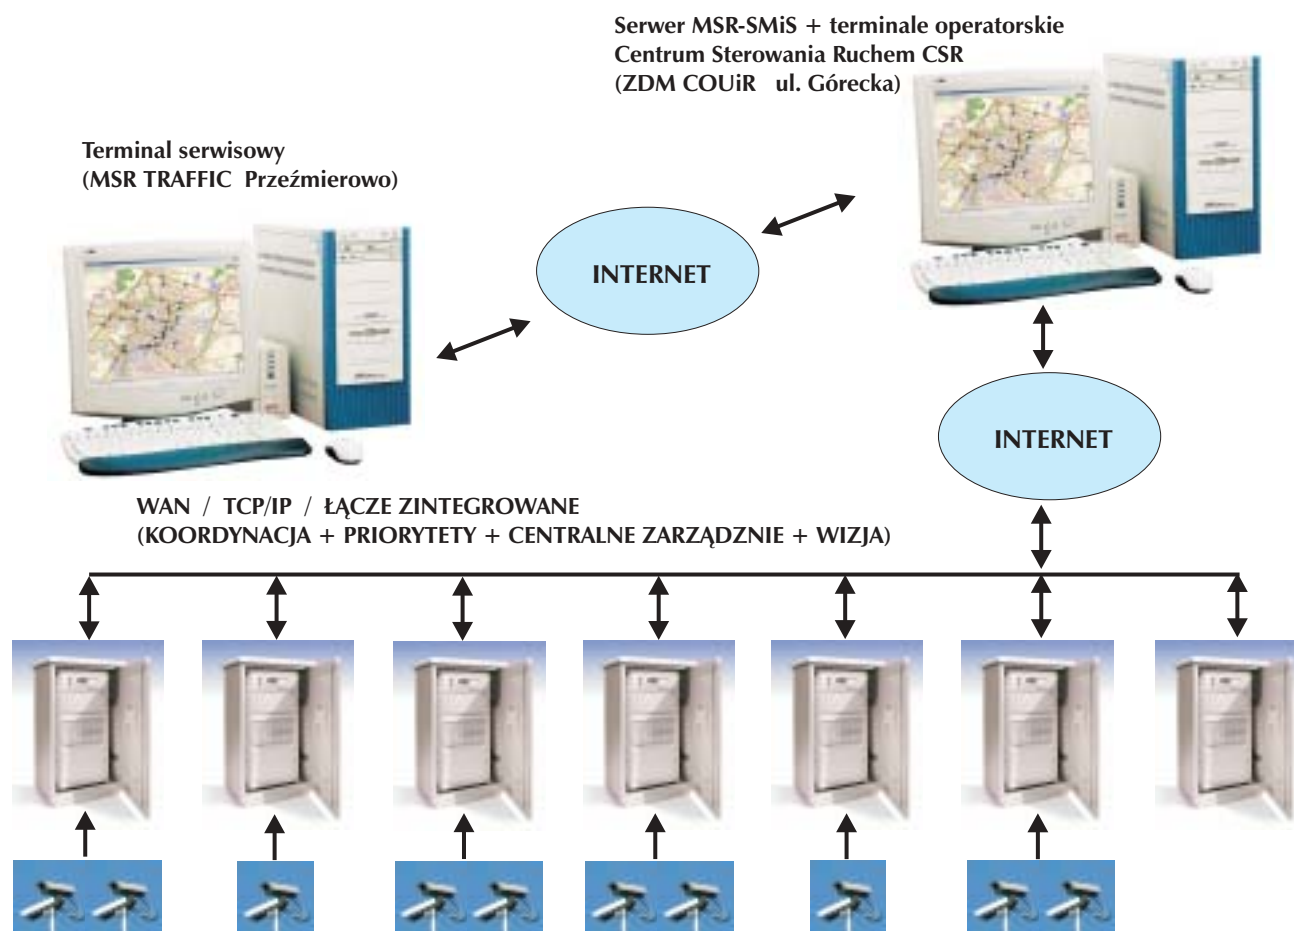 Serwer MSR-SMiS + terminale operatorskie
Centrum Sterowania Ruchem CSR
(ZDM COUiR ul. Górecka)
Terminal serwisowy
(MSR TRAFFIC Przeźmierowo)
INTERNET
INTERNET
WAN / TCP/IP / ŁĄCZE ZINTEGROWANE
(KOORDYNACJA + PRIORYTETY + CENTRALNE ZARZĄDZNIE + WIZJA)